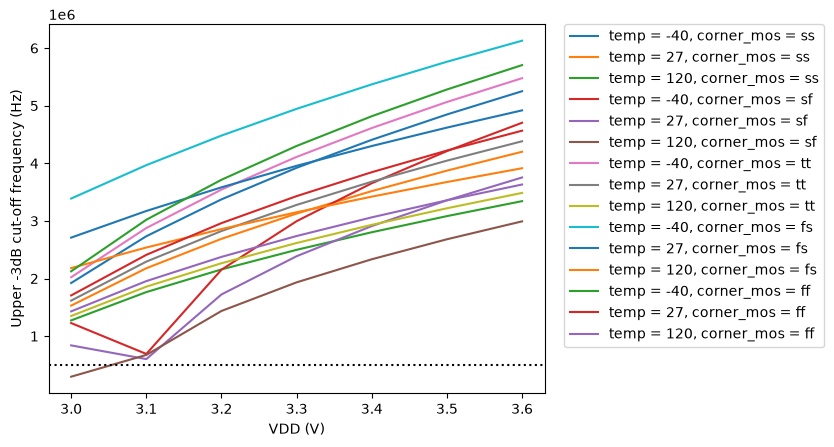 1e6
Upper -3dB cut-off frequency (Hz)
6
5
4
3
2
1
3.0 3.1 3.2 3.3 3.4 3.5 3.6
VDD (V)
temp = -40, corner_mos = ss
temp = 27, corner_mos = ss
temp = 120, corner_mos = ss
temp = -40, corner_mos = sf
temp = 27, corner_mos = sf
temp = 120, corner_mos = sf
temp = -40, corner_mos = tt
temp = 27, corner_mos = tt
temp = 120, corner_mos = tt
temp = -40, corner_mos = fs
temp = 27, corner_mos = fs
temp = 120, corner_mos = fs
temp = -40, corner_mos = ff
temp = 27, corner_mos = ff
temp = 120, corner_mos = ff